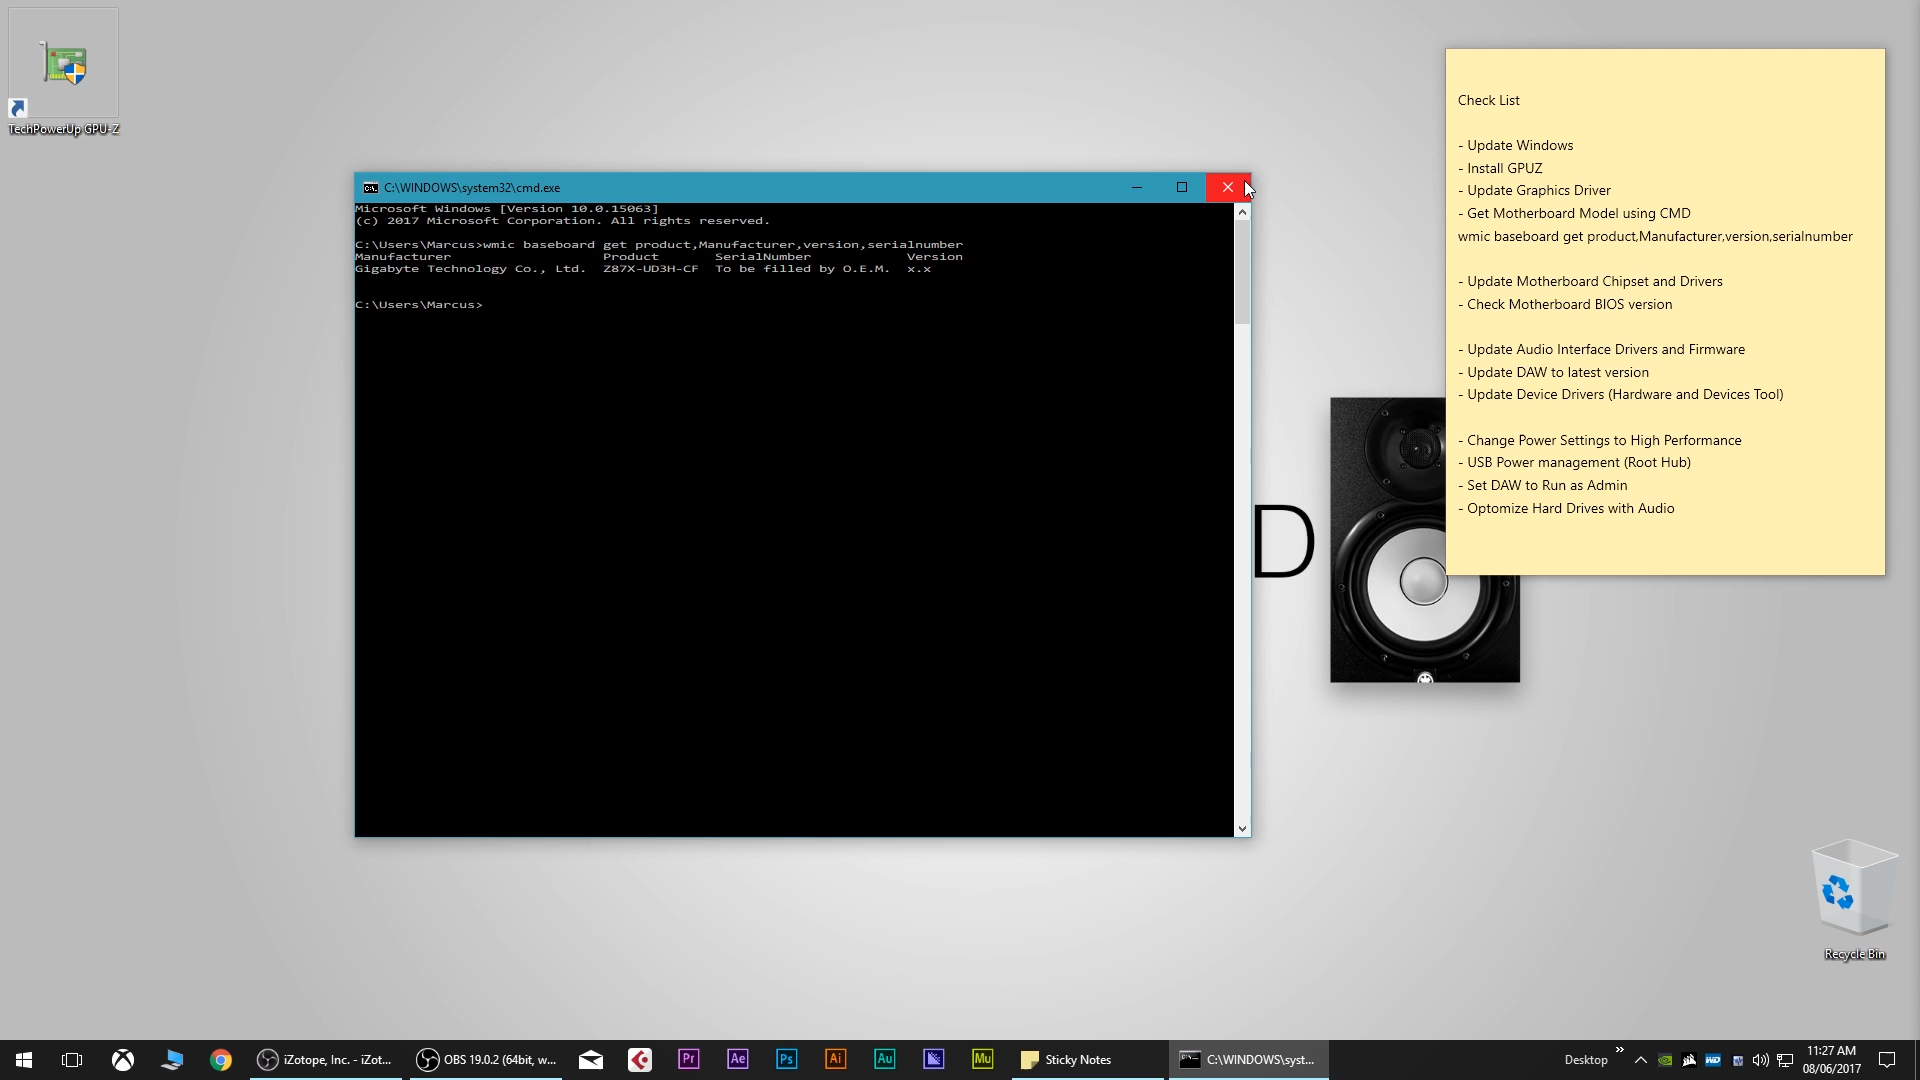 TechPowerUp GPU-Z
C:\WINDOWS\system32\cmd.exe
Microsoft Windows [Version 10.0.15063]
(c) 2017 Microsoft Corporation. All rights reserved.
C:\Users\Marcus>wmic baseboard get product,Manufacturer,version,serialnumber
Manufacturer Product SerialNumber Version
Gigabyte Technology Co., Ltd. Z87X-UD3H-CF To be filled by O.E.M. x.x
C:\Users\Marcus>
D
Check List
- Update Windows
- Install GPUZ
- Update Graphics Driver
- Get Motherboard Model using CMD
wmic baseboard get product,Manufacturer,version,serialnumber
- Update Motherboard Chipset and Drivers
- Check Motherboard BIOS version
- Update Audio Interface Drivers and Firmware
- Update DAW to latest version
- Update Device Drivers (Hardware and Devices Tool)
- Change Power Settings to High Performance
- USB Power management (Root Hub)
- Set DAW to Run as Admin
- Optomize Hard Drives with Audio
Recycle Bin
iZotope, Inc. - iZot...
OBS 19.0.2 (64bit, w...
Pr
Ae
Ps
Ai
Au
Mu
Sticky Notes
C:\WINDOWS\syst...
Desktop
WD
11:27 AM
08/06/2017